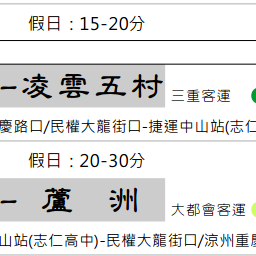 假日：15-20分
–凌雲五村 三重客運
慶路口/民權大龍街口-捷運中山站(志仁
假日：20-30分
– 蘆 洲 大都會客運
山站(志仁高中)-民權大龍街口/涼州重慶